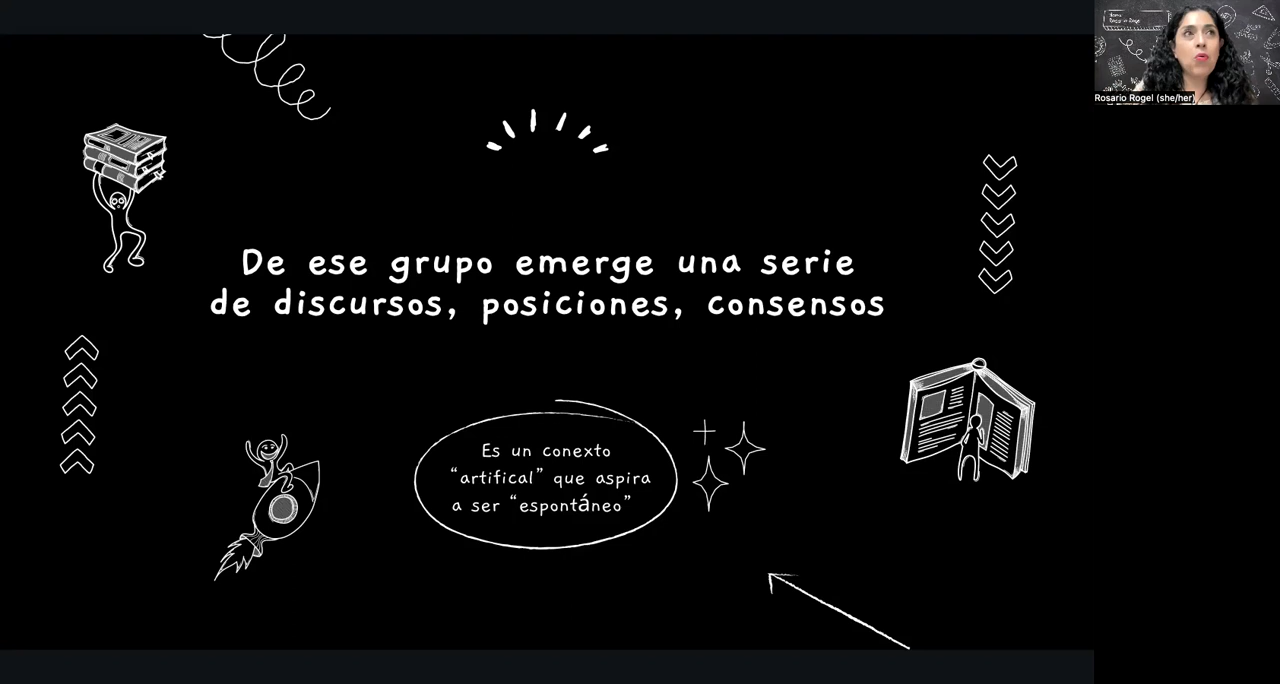 De ese grupo emerge una serie
de discursos, posiciones, consensos
Es un conexto
“artifical” que aspira
a ser “espontáneo”
Rosario Rogel (she/her)